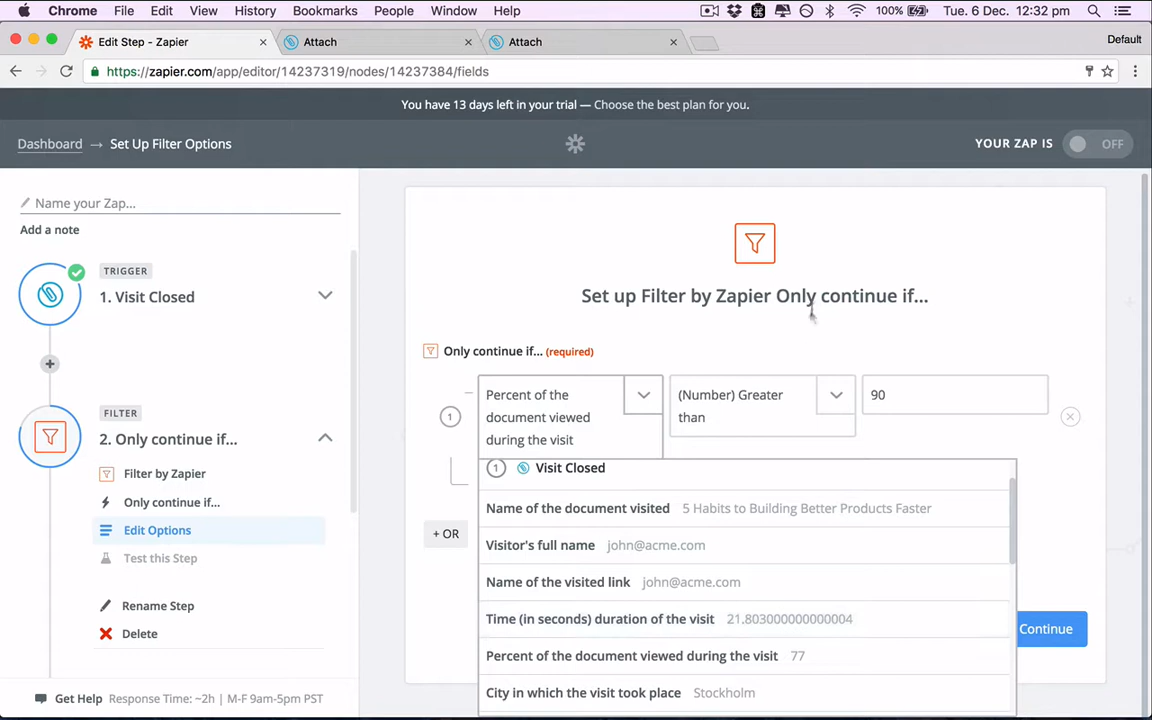 Chrome File Edit View History Bookmarks People Window Help 100% Tue. 6 Dec. 12:32 pm
Edit Step - Zapier Attach Attach Default
https://zapier.com/app/editor/14237319/nodes/14237384/fields
You have 13 days left in your trial — Choose the best plan for you.
Dashboard → Set Up Filter Options YOUR ZAP IS OFF
Name your Zap...
Add a note
TRIGGER
1. Visit Closed
FILTER
2. Only continue if...
Filter by Zapier
Only continue if...
Edit Options
Test this Step
Rename Step
Delete
Get Help Response Time: ~2h | M-F 9am-5pm PST
Set up Filter by Zapier Only continue if...
Only continue if... (required)
1
Percent of the
document viewed
during the visit
(Number) Greater
than
90
+ OR
1 Visit Closed
Name of the document visited 5 Habits to Building Better Products Faster
Visitor's full name john@acme.com
Name of the visited link john@acme.com
Time (in seconds) duration of the visit 21.803000000000004
Percent of the document viewed during the visit 77
City in which the visit took place Stockholm
Continue